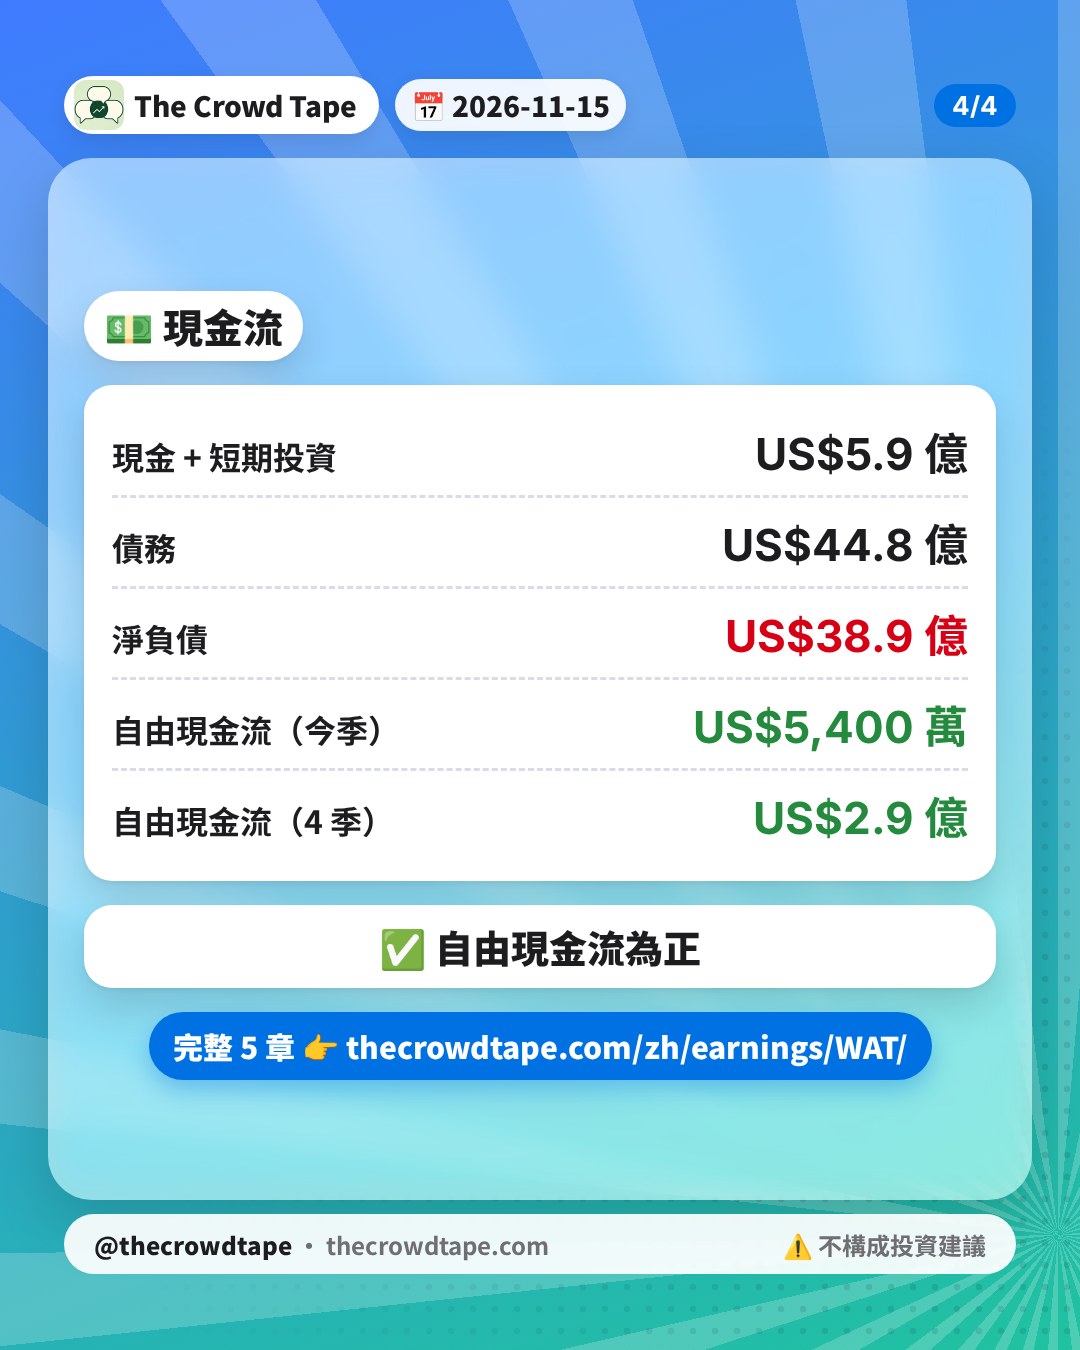 The Crowd Tape
📅 2026-11-15
4/4
💵 現金流
現金 + 短期投資 US$5.9 億
債務 US$44.8 億
淨負債 US$38.9 億
自由現金流（今季） US$5,400 萬
自由現金流（4 季） US$2.9 億
✅ 自由現金流為正
完整 5 章 👉 thecrowdtape.com/zh/earnings/WAT/
@thecrowdtape · thecrowdtape.com
⚠️ 不構成投資建議